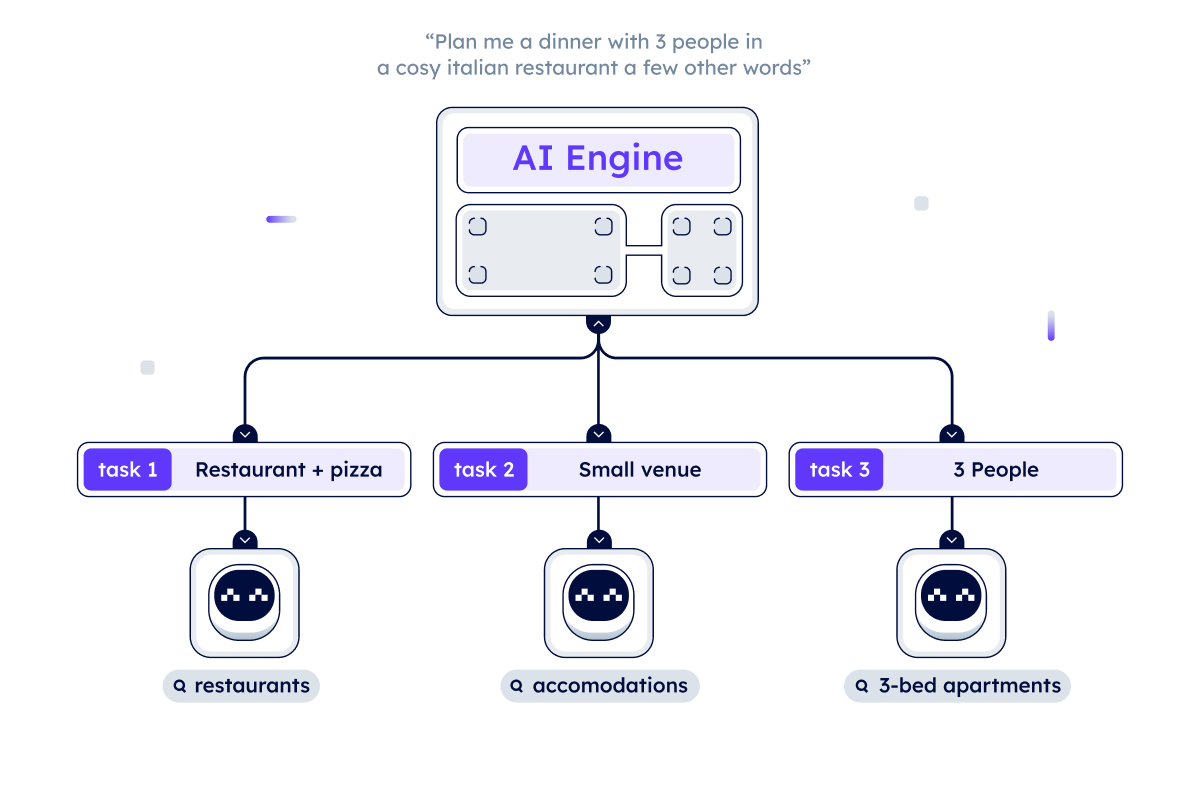 “Plan me a dinner with 3 people in
a cosy italian restaurant a few other words”
AI Engine
task 1 Restaurant + pizza
task 2 Small venue
task 3 3 People
restaurants
accomodations
3-bed apartments